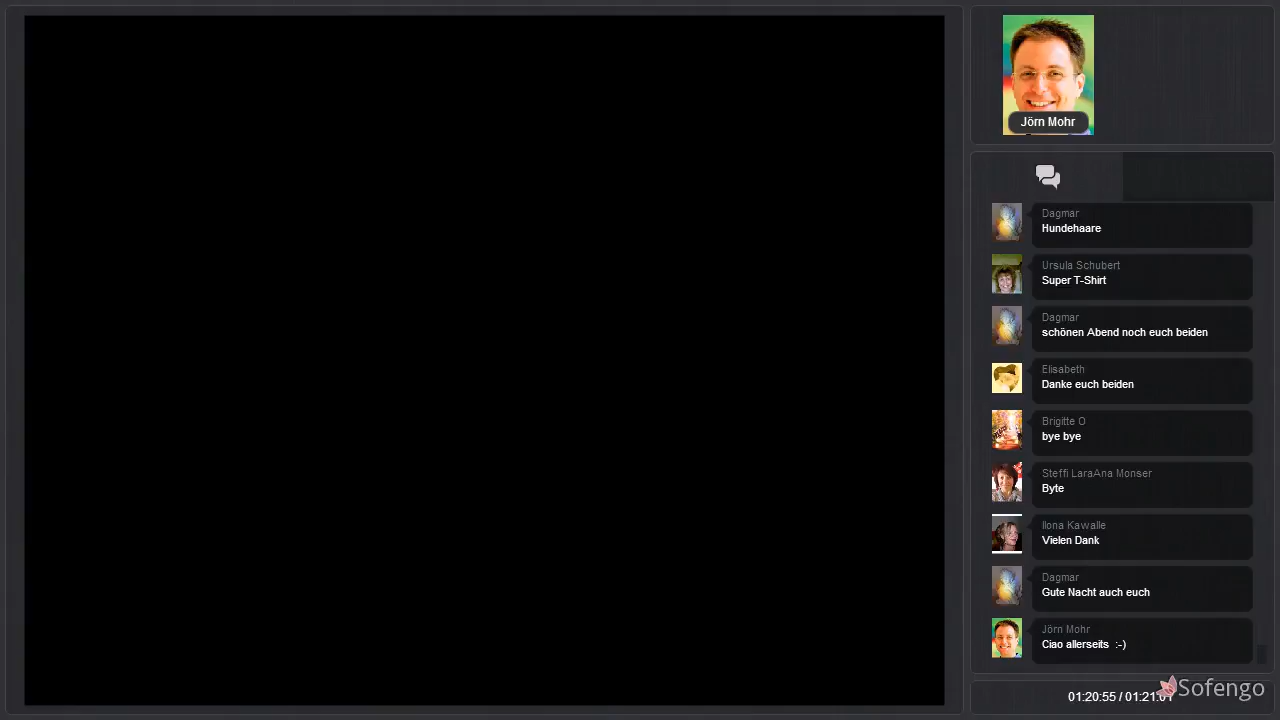 Jörn Mohr
Dagmar
Hundehaare
Ursula Schubert
Super T-Shirt
Dagmar
schönen Abend noch euch beiden
Elisabeth
Danke euch beiden
Brigitte O
bye bye
Steffi LaraAna Monser
Byte
Ilona Kawalle
Vielen Dank
Dagmar
Gute Nacht auch euch
Jörn Mohr
Ciao allerseits :-)
01:20:55 / 01:21:01
Sofengo